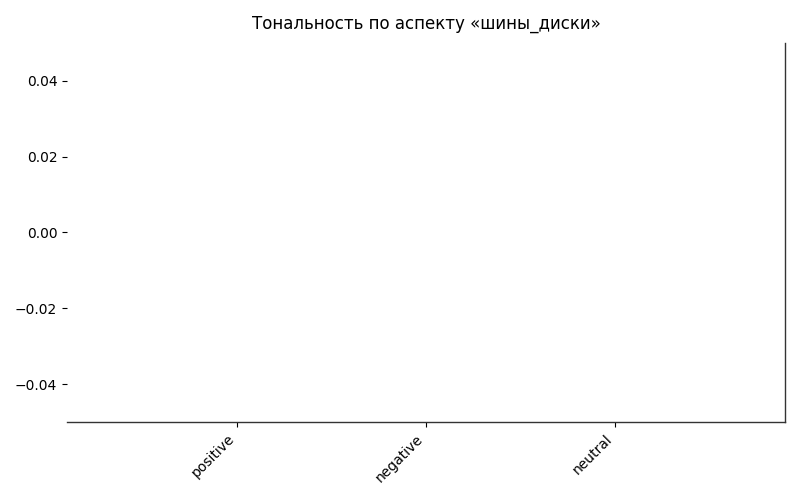 Тональность по аспекту «шины_диски»
0.04
0.02
0.00
−0.02
−0.04
positive
negative
neutral